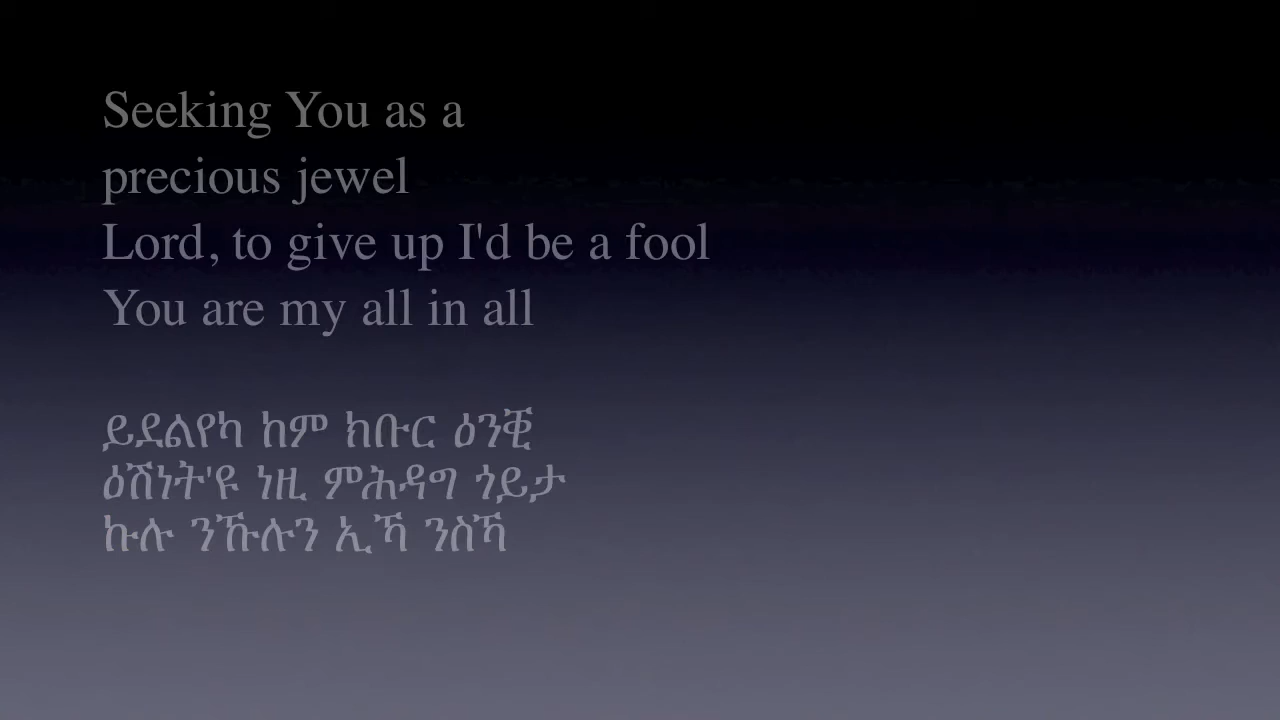 Seeking You as a
precious jewel
Lord, to give up I'd be a fool
You are my all in all
ይደልየካ ከም ክቡር ዕንቚ
ዕሽነት'ዩ ነዚ ምሕዳግ ጎይታ
ኩሉ ንኹሉን ኢኻ ንስኻ